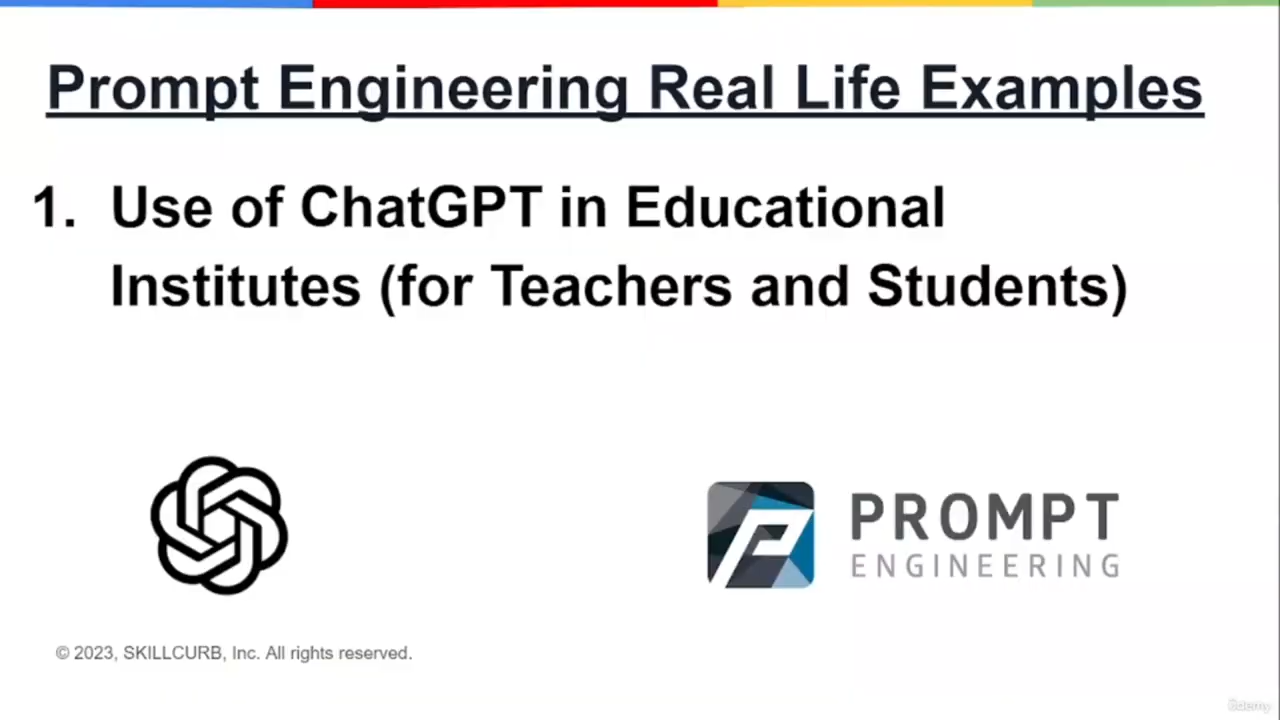 Prompt Engineering Real Life Examples
1. Use of ChatGPT in Educational
Institutes (for Teachers and Students)
PROMPT
ENGINEERING
© 2023, SKILLCURB, Inc. All rights reserved.
ûdemy